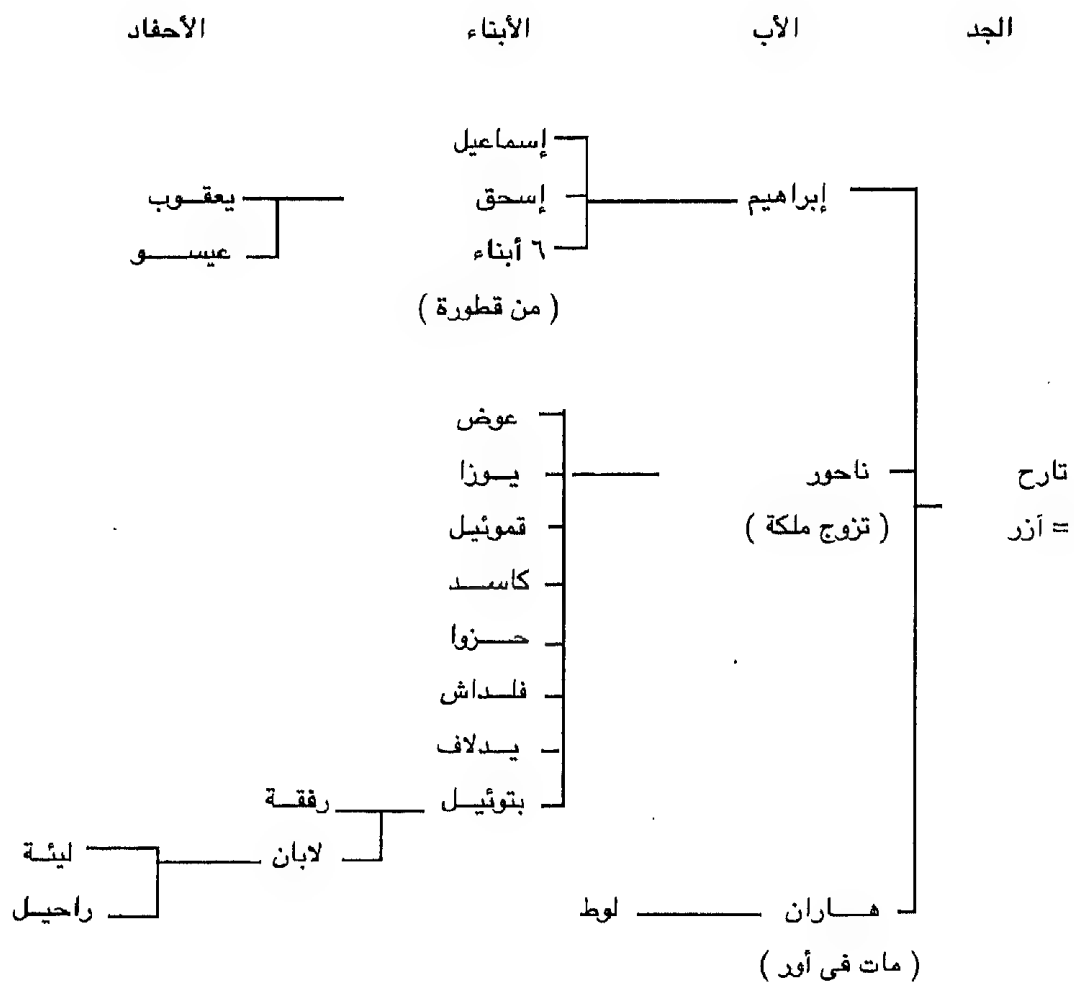 الجد الأب الأبناء الأحفاد
إسماعيل
إبراهيم إسحق يعقوب
٦ أبناء عيسو
( من قطورة )
عوض
تارح ناحور يوزا
= آزر ( تزوج ملكة ) قموئيل
كاسد
حزوا
فلداش
يدلاف
بتوئيل رفقة
لابان ليئة
هاران لوط راحيل
( مات فى أور )